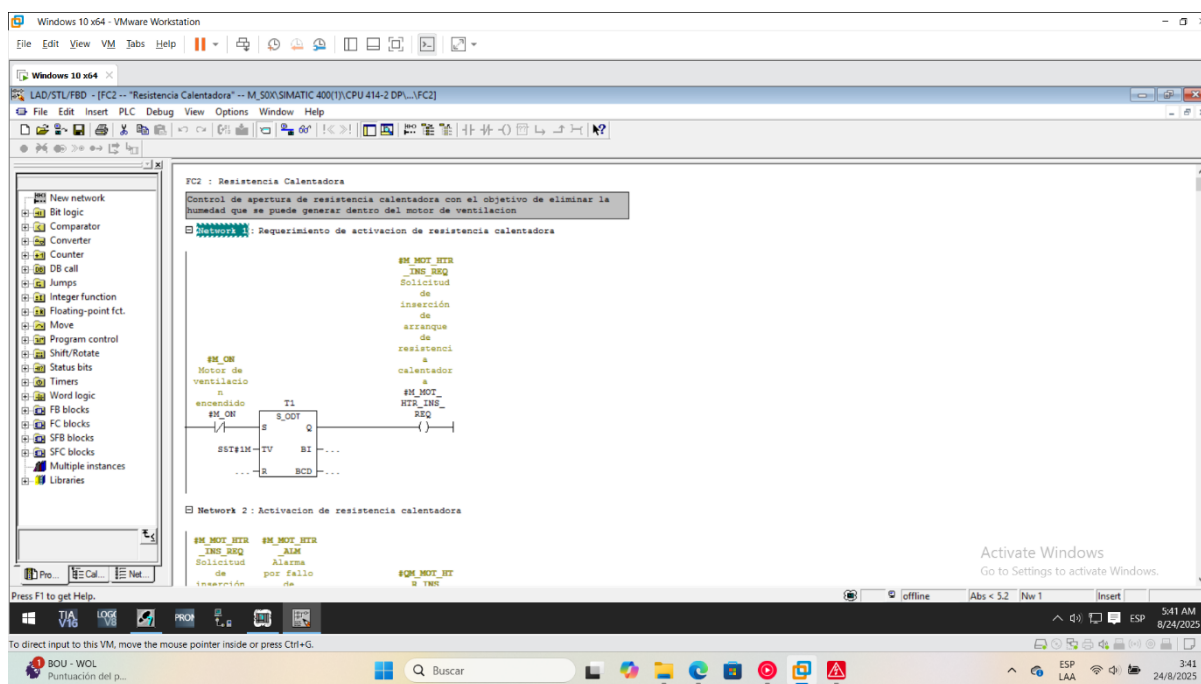 Windows 10 x64 - VMware Workstation
File Edit View VM Tabs Help
Windows 10 x64
LAD/STL/FBD - [FC2 -- "Resistencia Calentadora" -- M_S0X\SIMATIC 400(1)\CPU 414-2 DP\...\FC2]
File Edit Insert PLC Debug View Options Window Help
New network
Bit logic
Comparator
Converter
Counter
DB call
Jumps
Integer function
Floating-point fct.
Move
Program control
Shift/Rotate
Status bits
Timers
Word logic
FB blocks
FC blocks
SFB blocks
SFC blocks
Multiple instances
Libraries
Pro... Cal... Net...
FC2 : Resistencia Calentadora
Control de apertura de resistencia calentadora con el objetivo de eliminar la
humedad que se puede generar dentro del motor de ventilacion
Network 1 : Requerimiento de activacion de resistencia calentadora
#M_MOT_HTR
_INS_REQ
Solicitud
de
inserción
de
arranque
de
resistenci
a
calentador
a
#M_MOT_
HTR_INS_
REQ
#M_ON
Motor de
ventilacio
n
encendido
#M_ON
T1
S_ODT
S Q
S5T#1M TV BI ...
... R BCD ...
Network 2 : Activacion de resistencia calentadora
#M_MOT_HTR
_INS_REQ
Solicitud
de
inserción
#M_MOT_HTR
_ALM
Alarma
por fallo
de
#QM_MOT_HT
R_INS
Activate Windows
Go to Settings to activate Windows.
Press F1 to get Help.
offline Abs < 5.2 Nw 1 Insert
TIA V16
LOGO V8
PRON
ESP
5:41 AM
8/24/2025
To direct input to this VM, move the mouse pointer inside or press Ctrl+G.
BOU - WOL
Puntuación del p...
Buscar
ESP
LAA
3:41
24/8/2025